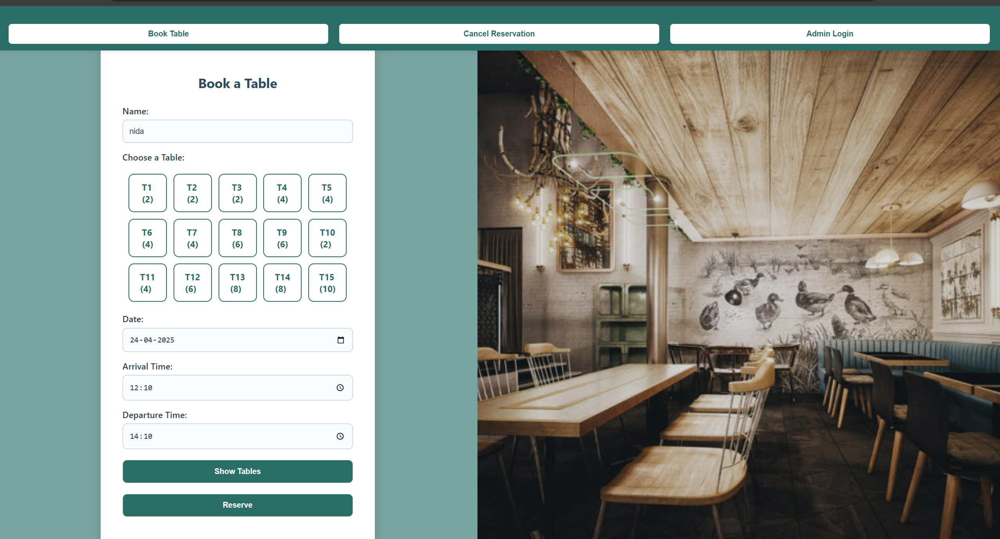 Book Table
Cancel Reservation
Admin Login
Book a Table
Name:
nida
Choose a Table:
T1
(2)
T2
(2)
T3
(2)
T4
(4)
T5
(4)
T6
(4)
T7
(4)
T8
(6)
T9
(6)
T10
(2)
T11
(4)
T12
(6)
T13
(8)
T14
(8)
T15
(10)
Date:
24-04-2025
Arrival Time:
12:10
Departure Time:
14:10
Show Tables
Reserve